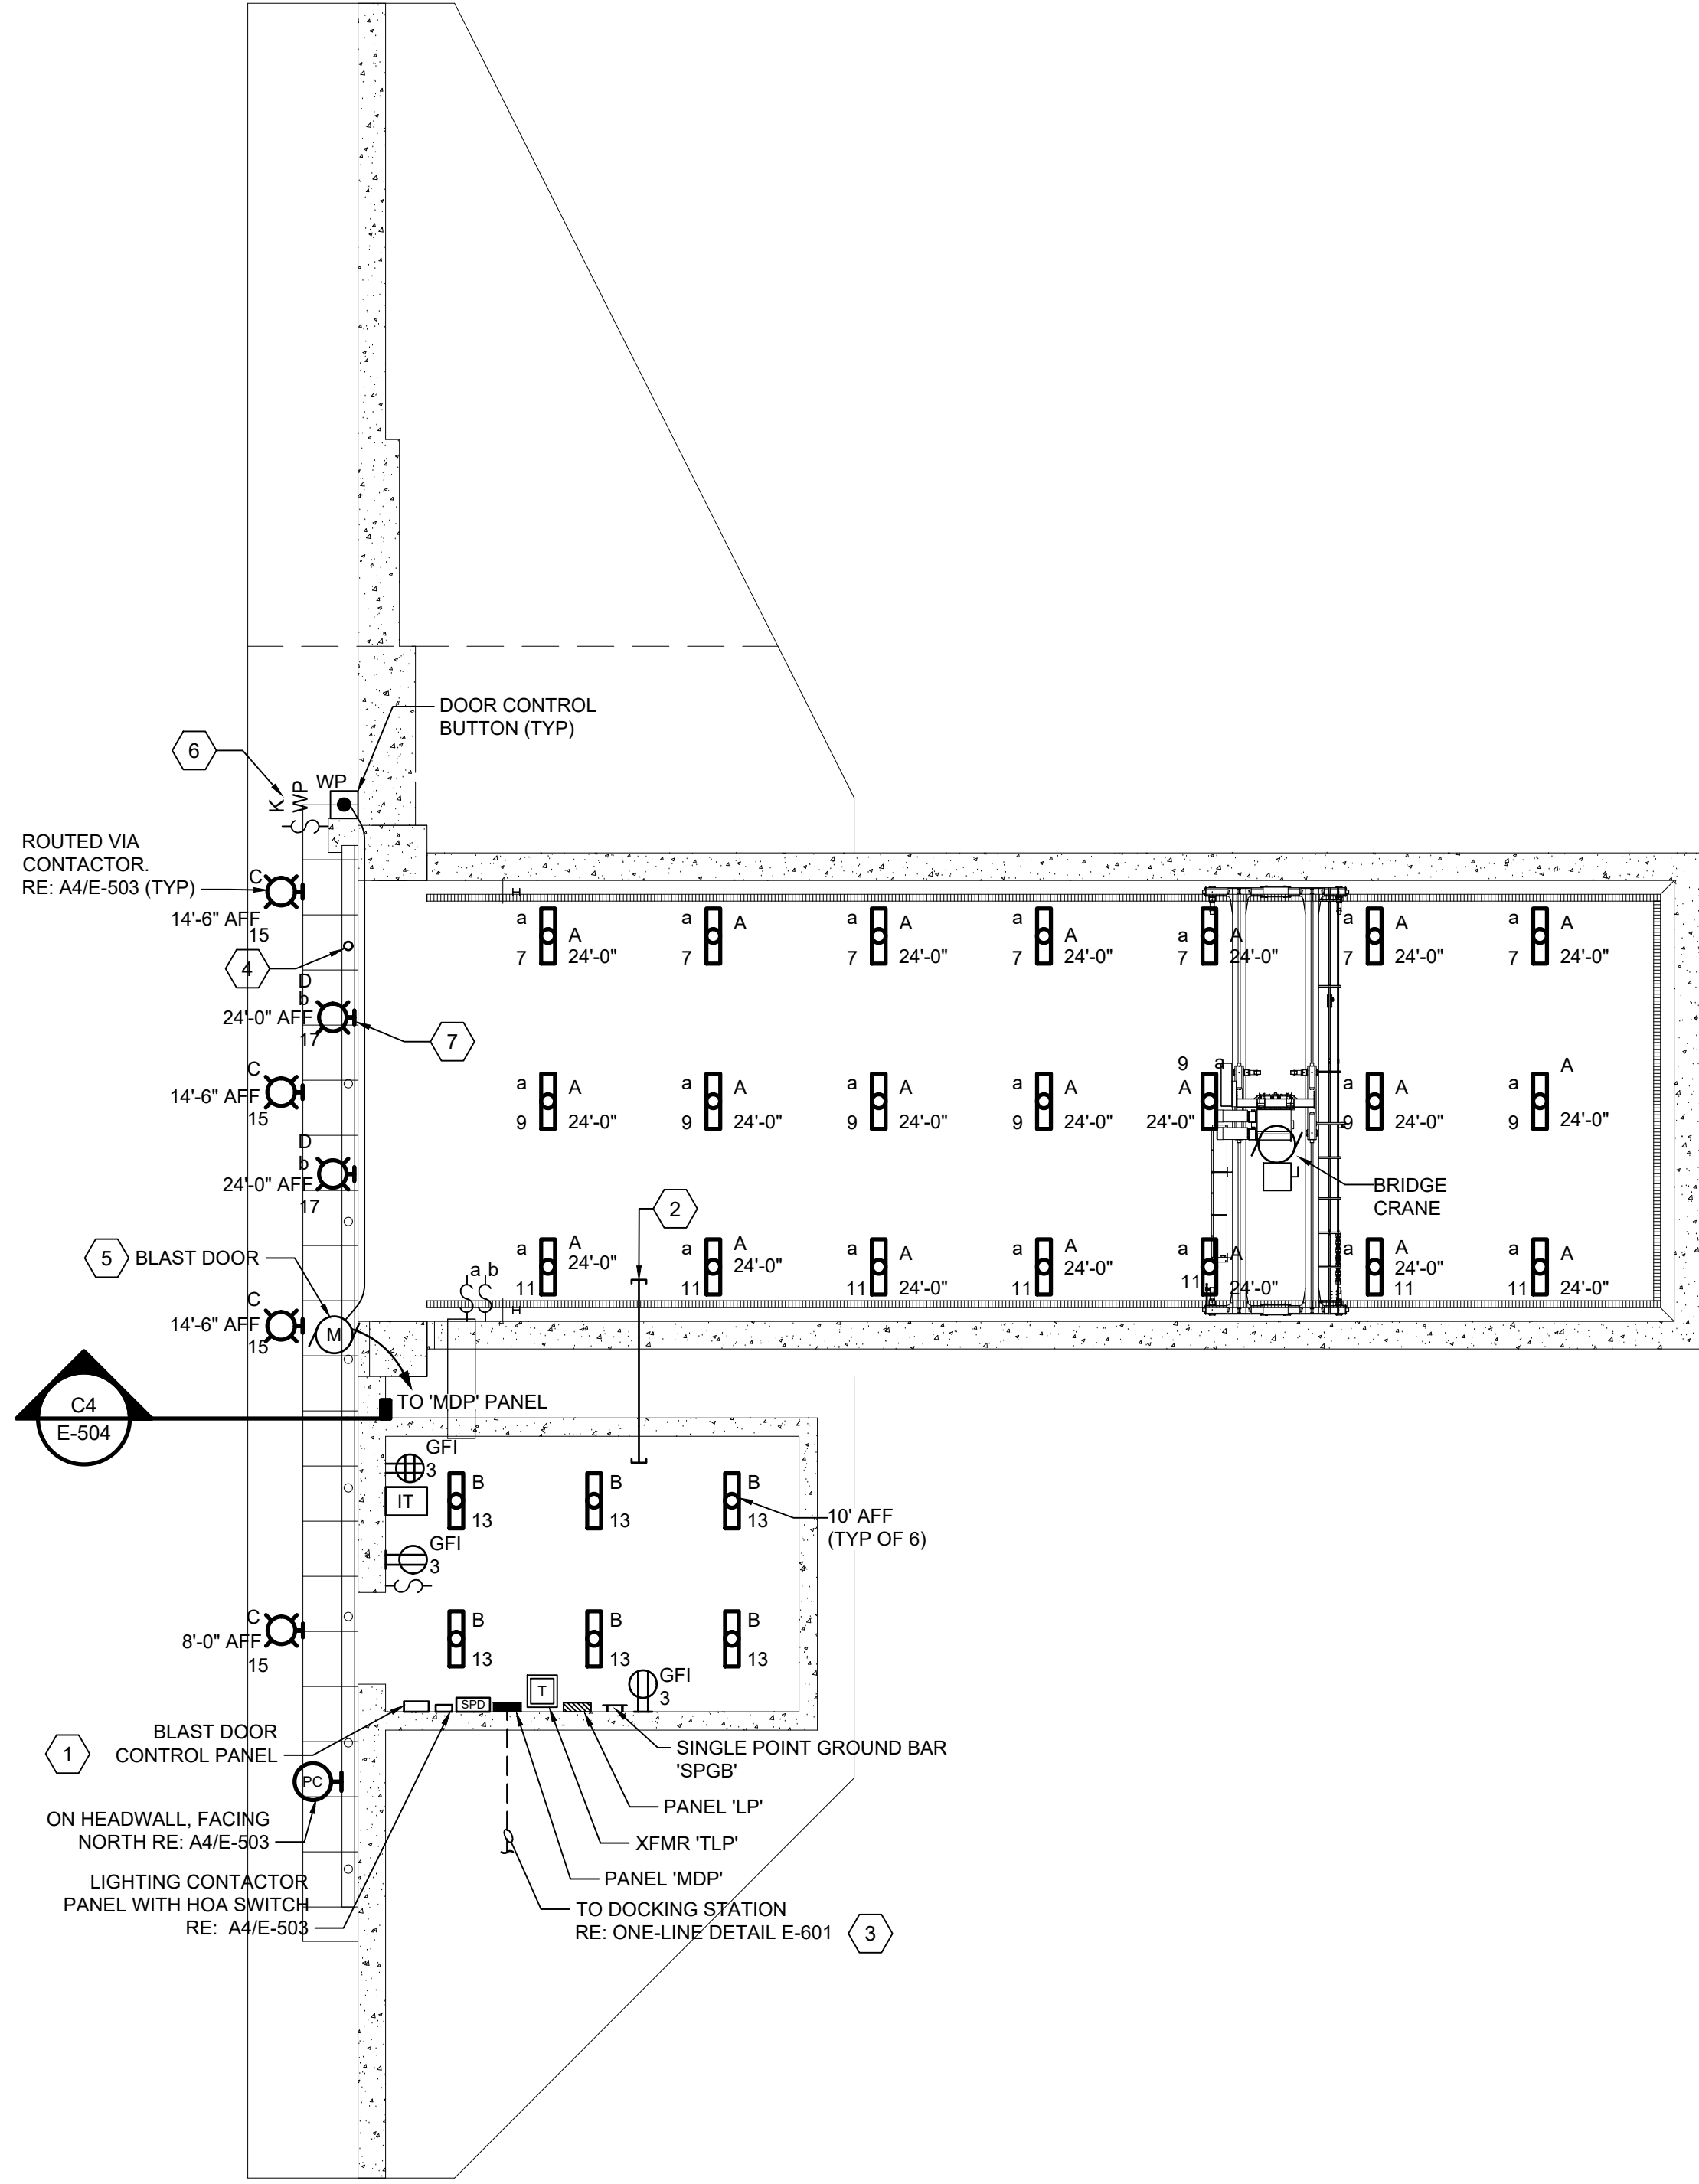 DOOR CONTROL
BUTTON (TYP)
6
WP
K
WP
ROUTED VIA
CONTACTOR.
RE: A4/E-503 (TYP)
C
14'-6" AFF
15
4
D
b
24'-0" AFF
17
7
C
14'-6" AFF
15
D
b
24'-0" AFF
17
5
BLAST DOOR
C
14'-6" AFF
15
M
TO 'MDP' PANEL
C4
E-504
H
a
A
7
24'-0"
a
A
7
a
A
7
24'-0"
a
A
7
24'-0"
a
A
7
24'-0"
a
A
7
24'-0"
a
A
7
24'-0"
a
A
9
24'-0"
a
A
9
24'-0"
a
A
9
24'-0"
a
A
9
24'-0"
9
a
A
24'-0"
a
A
9
24'-0"
a
A
9
24'-0"
BRIDGE
CRANE
2
a
A
24'-0"
11
a
A
24'-0"
11
a
A
11
24'-0"
a
A
24'-0"
11
a
A
11
24'-0"
a
A
24'-0"
11
a
A
11
24'-0"
a b
H
H
GFI
3
IT
GFI
3
B
13
B
13
B
13
10' AFF
(TYP OF 6)
C
8'-0" AFF
15
B
13
B
13
B
13
GFI
3
SPD
T
1
BLAST DOOR
CONTROL PANEL
PC
ON HEADWALL, FACING
NORTH RE: A4/E-503
LIGHTING CONTACTOR
PANEL WITH HOA SWITCH
RE: A4/E-503
SINGLE POINT GROUND BAR
'SPGB'
PANEL 'LP'
XFMR 'TLP'
PANEL 'MDP'
TO DOCKING STATION
RE: ONE-LINE DETAIL E-601
3